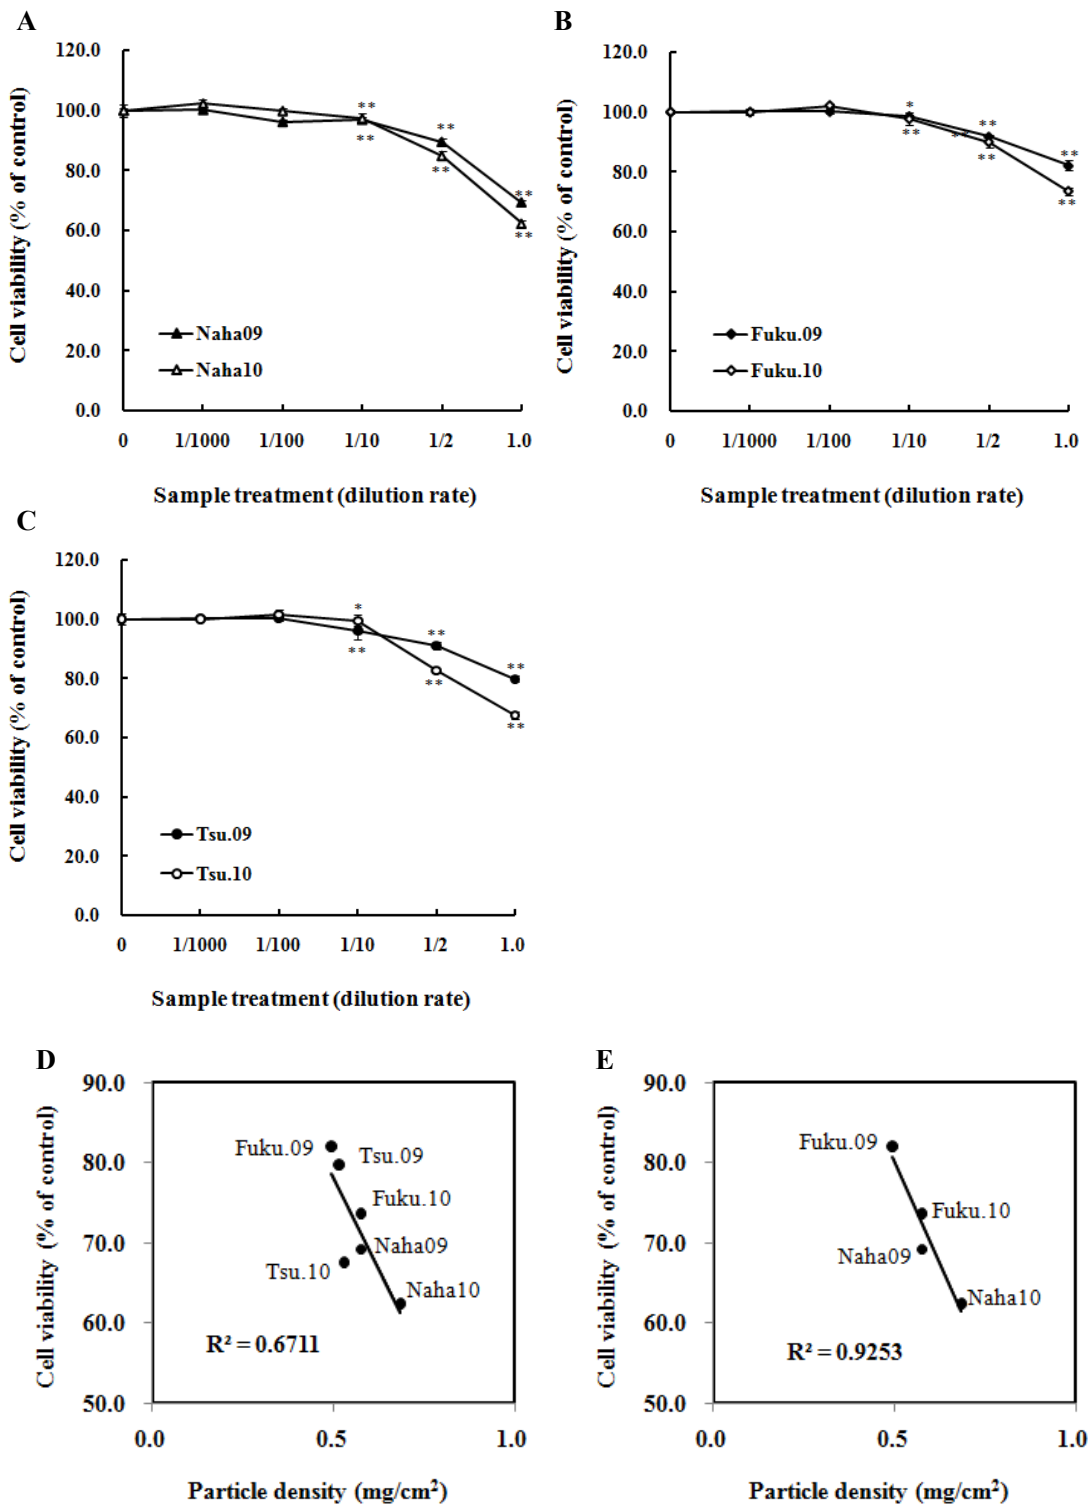 A
Cell viability (% of control)
120.0
100.0
80.0
60.0
40.0
20.0
0.0
** ** **
** ** **
Naha09
Naha10
0 1/1000 1/100 1/10 1/2 1.0
Sample treatment (dilution rate)
B
Cell viability (% of control)
120.0
100.0
80.0
60.0
40.0
20.0
0.0
* ** **
** ** ** **
Fuku.09
Fuku.10
0 1/1000 1/100 1/10 1/2 1.0
Sample treatment (dilution rate)
C
Cell viability (% of control)
120.0
100.0
80.0
60.0
40.0
20.0
0.0
* ** **
** ** **
Tsu.09
Tsu.10
0 1/1000 1/100 1/10 1/2 1.0
Sample treatment (dilution rate)
D
Cell viability (% of control)
90.0
80.0
70.0
60.0
50.0
Fuku.09
Tsu.09
Fuku.10
Naha09
Tsu.10
Naha10
R² = 0.6711
0.0 0.5 1.0
Particle density (mg/cm²)
E
Cell viability (% of control)
90.0
80.0
70.0
60.0
50.0
Fuku.09
Fuku.10
Naha09
Naha10
R² = 0.9253
0.0 0.5 1.0
Particle density (mg/cm²)